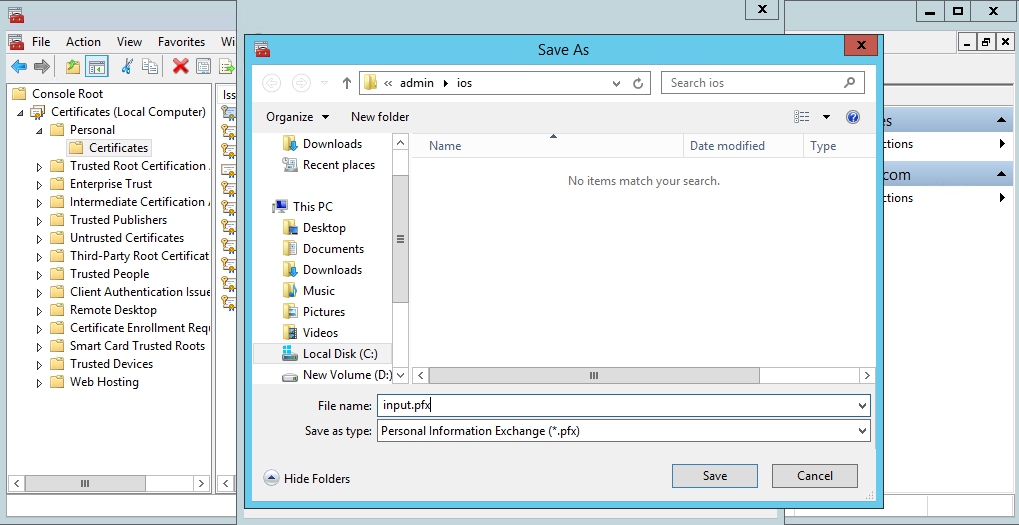 Save As
File Action View Favorites Wi
« admin ios
Search ios
Organize New folder
Console Root
Certificates (Local Computer)
Personal
Certificates
Trusted Root Certification
Enterprise Trust
Intermediate Certification
Trusted Publishers
Untrusted Certificates
Third-Party Root Certificat
Trusted People
Client Authentication Issue
Remote Desktop
Certificate Enrollment Requ
Smart Card Trusted Roots
Trusted Devices
Web Hosting
Iss
Downloads
Recent places
This PC
Desktop
Documents
Downloads
Music
Pictures
Videos
Local Disk (C:)
New Volume (D:)
Name Date modified Type
No items match your search.
File name: input.pfx
Save as type: Personal Information Exchange (*.pfx)
Hide Folders
Save Cancel
es
ctions
com
ctions